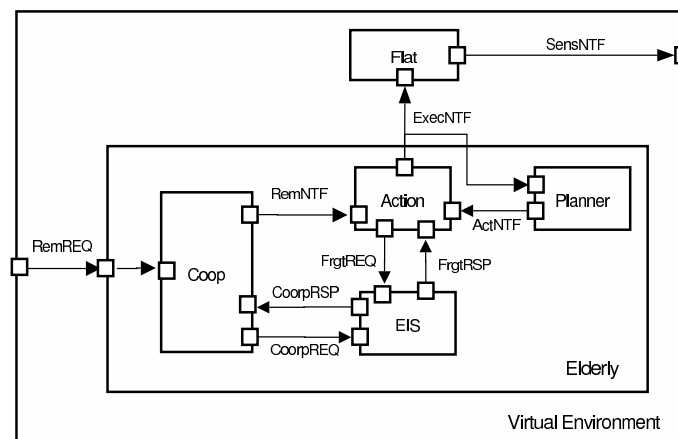 SensNTF
Flat
ExecNTF
RemNTF
Action
Planner
ActNTF
RemREQ
Coop
FrgtREQ
FrgtRSP
CoorpRSP
EIS
CoorpREQ
Elderly
Virtual Environment